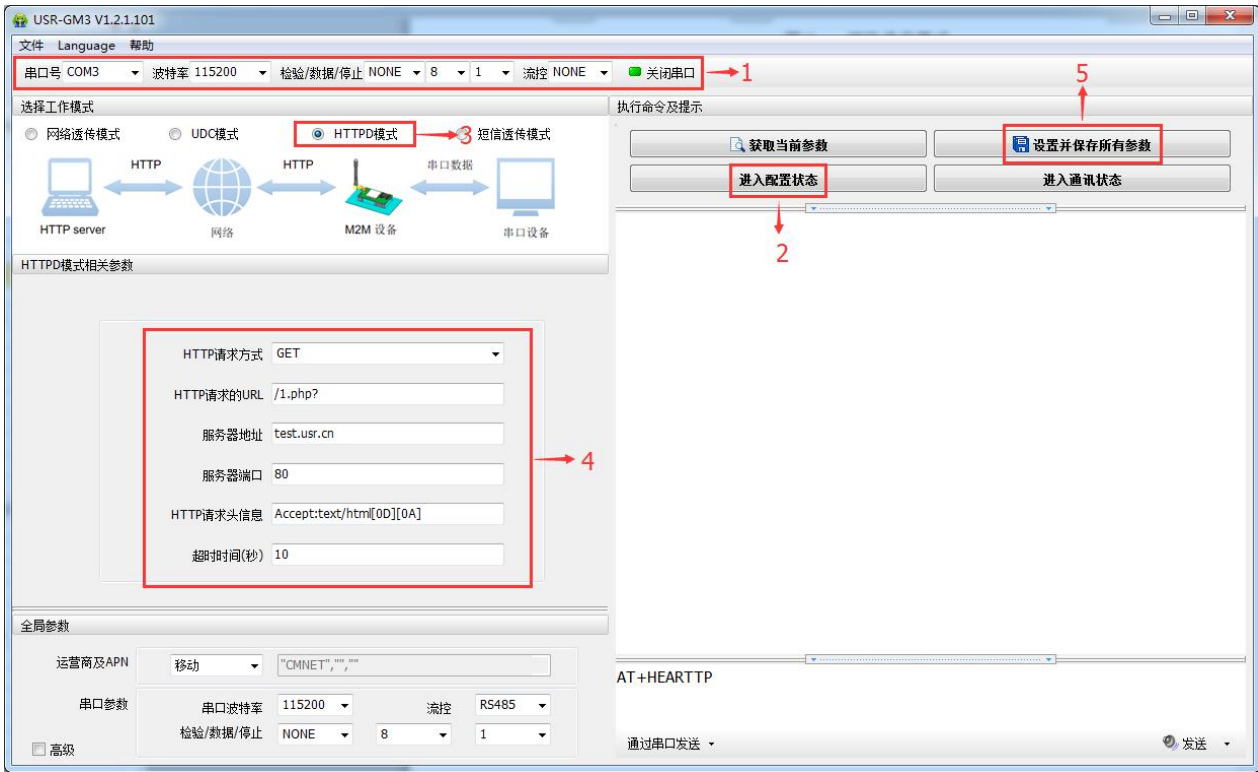 USR-GM3 V1.2.1.101
文件 Language 帮助
串口号 COM3 波特率 115200 检验/数据/停止 NONE 8 1 流控 NONE 关闭串口 1
选择工作模式
网络透传模式 UDC模式 HTTPD模式 3 短信透传模式
HTTP HTTP 串口数据
HTTP server 网络 M2M 设备 串口设备
HTTPD模式相关参数
HTTP请求方式 GET
HTTP请求的URL /1.php?
服务器地址 test.usr.cn
服务器端口 80
HTTP请求头信息 Accept:text/html[0D][0A]
超时时间(秒) 10
4
全局参数
运营商及APN 移动 "CMNET","",""
串口参数 串口波特率 115200 流控 RS485
检验/数据/停止 NONE 8 1
高级
执行命令及提示
5
获取当前参数 设置并保存所有参数
进入配置状态 进入通讯状态
2
AT+HEARTTP
通过串口发送 发送